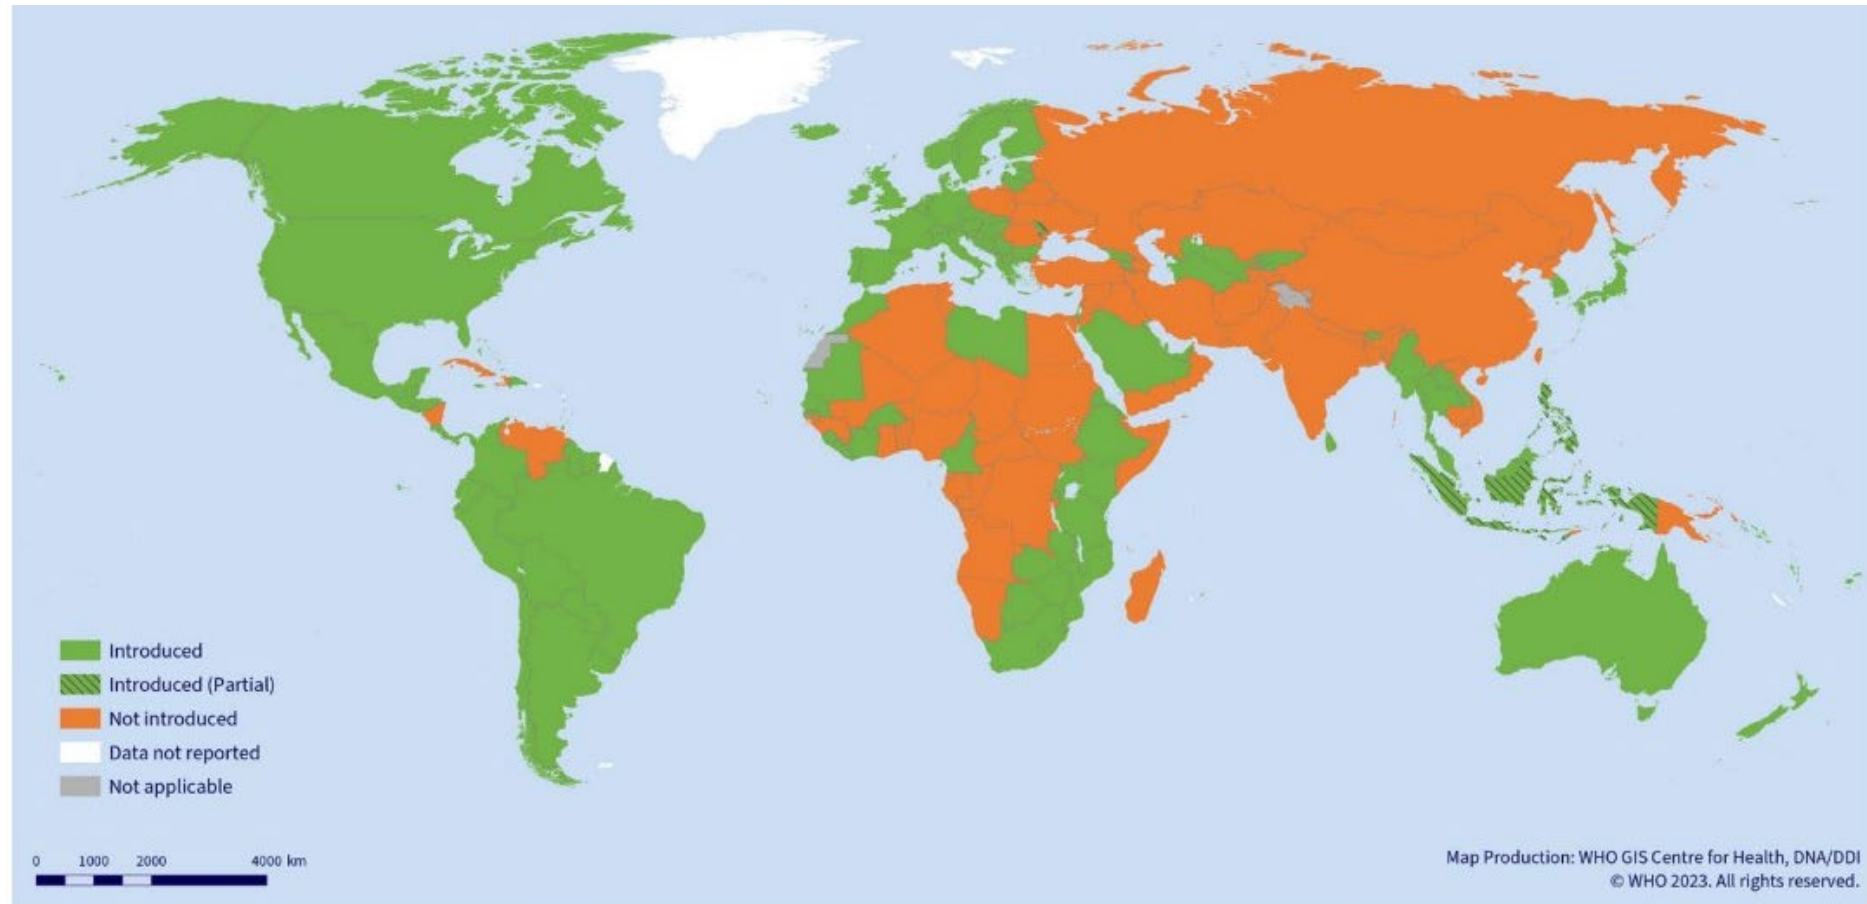 Introduced
Introduced (Partial)
Not introduced
Data not reported
Not applicable
0 1000 2000 4000 km
Map Production: WHO GIS Centre for Health, DNA/DDI
© WHO 2023. All rights reserved.